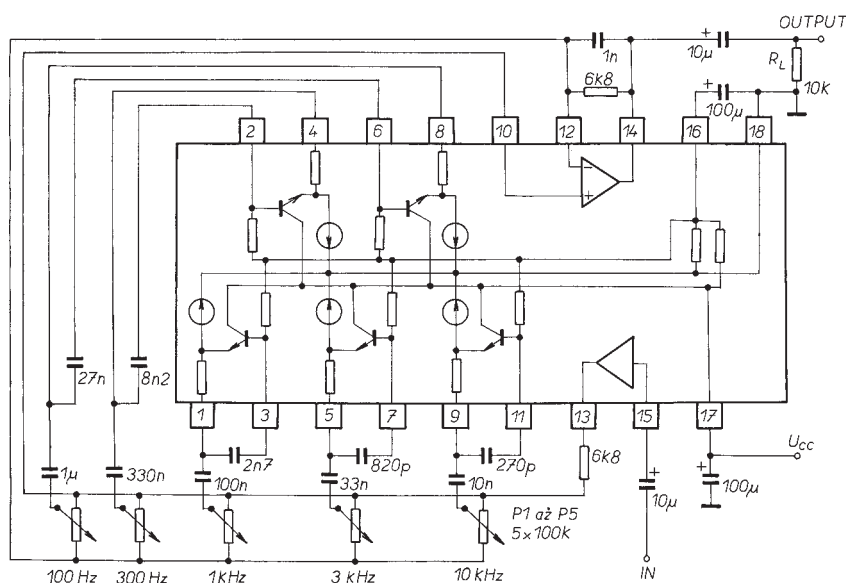 OUTPUT
+
10µ
1n
RL
10k
6k8
+
100µ
2
4
6
8
10
12
14
16
18
−
+
27n
8n2
1
3
5
7
9
11
13
15
17
2n7
820p
270p
6k8
Ucc
+
100µ
+
10µ
1µ
330n
100n
33n
10n
P1 až P5
5×100k
IN
100 Hz
300 Hz
1 kHz
3 kHz
10 kHz